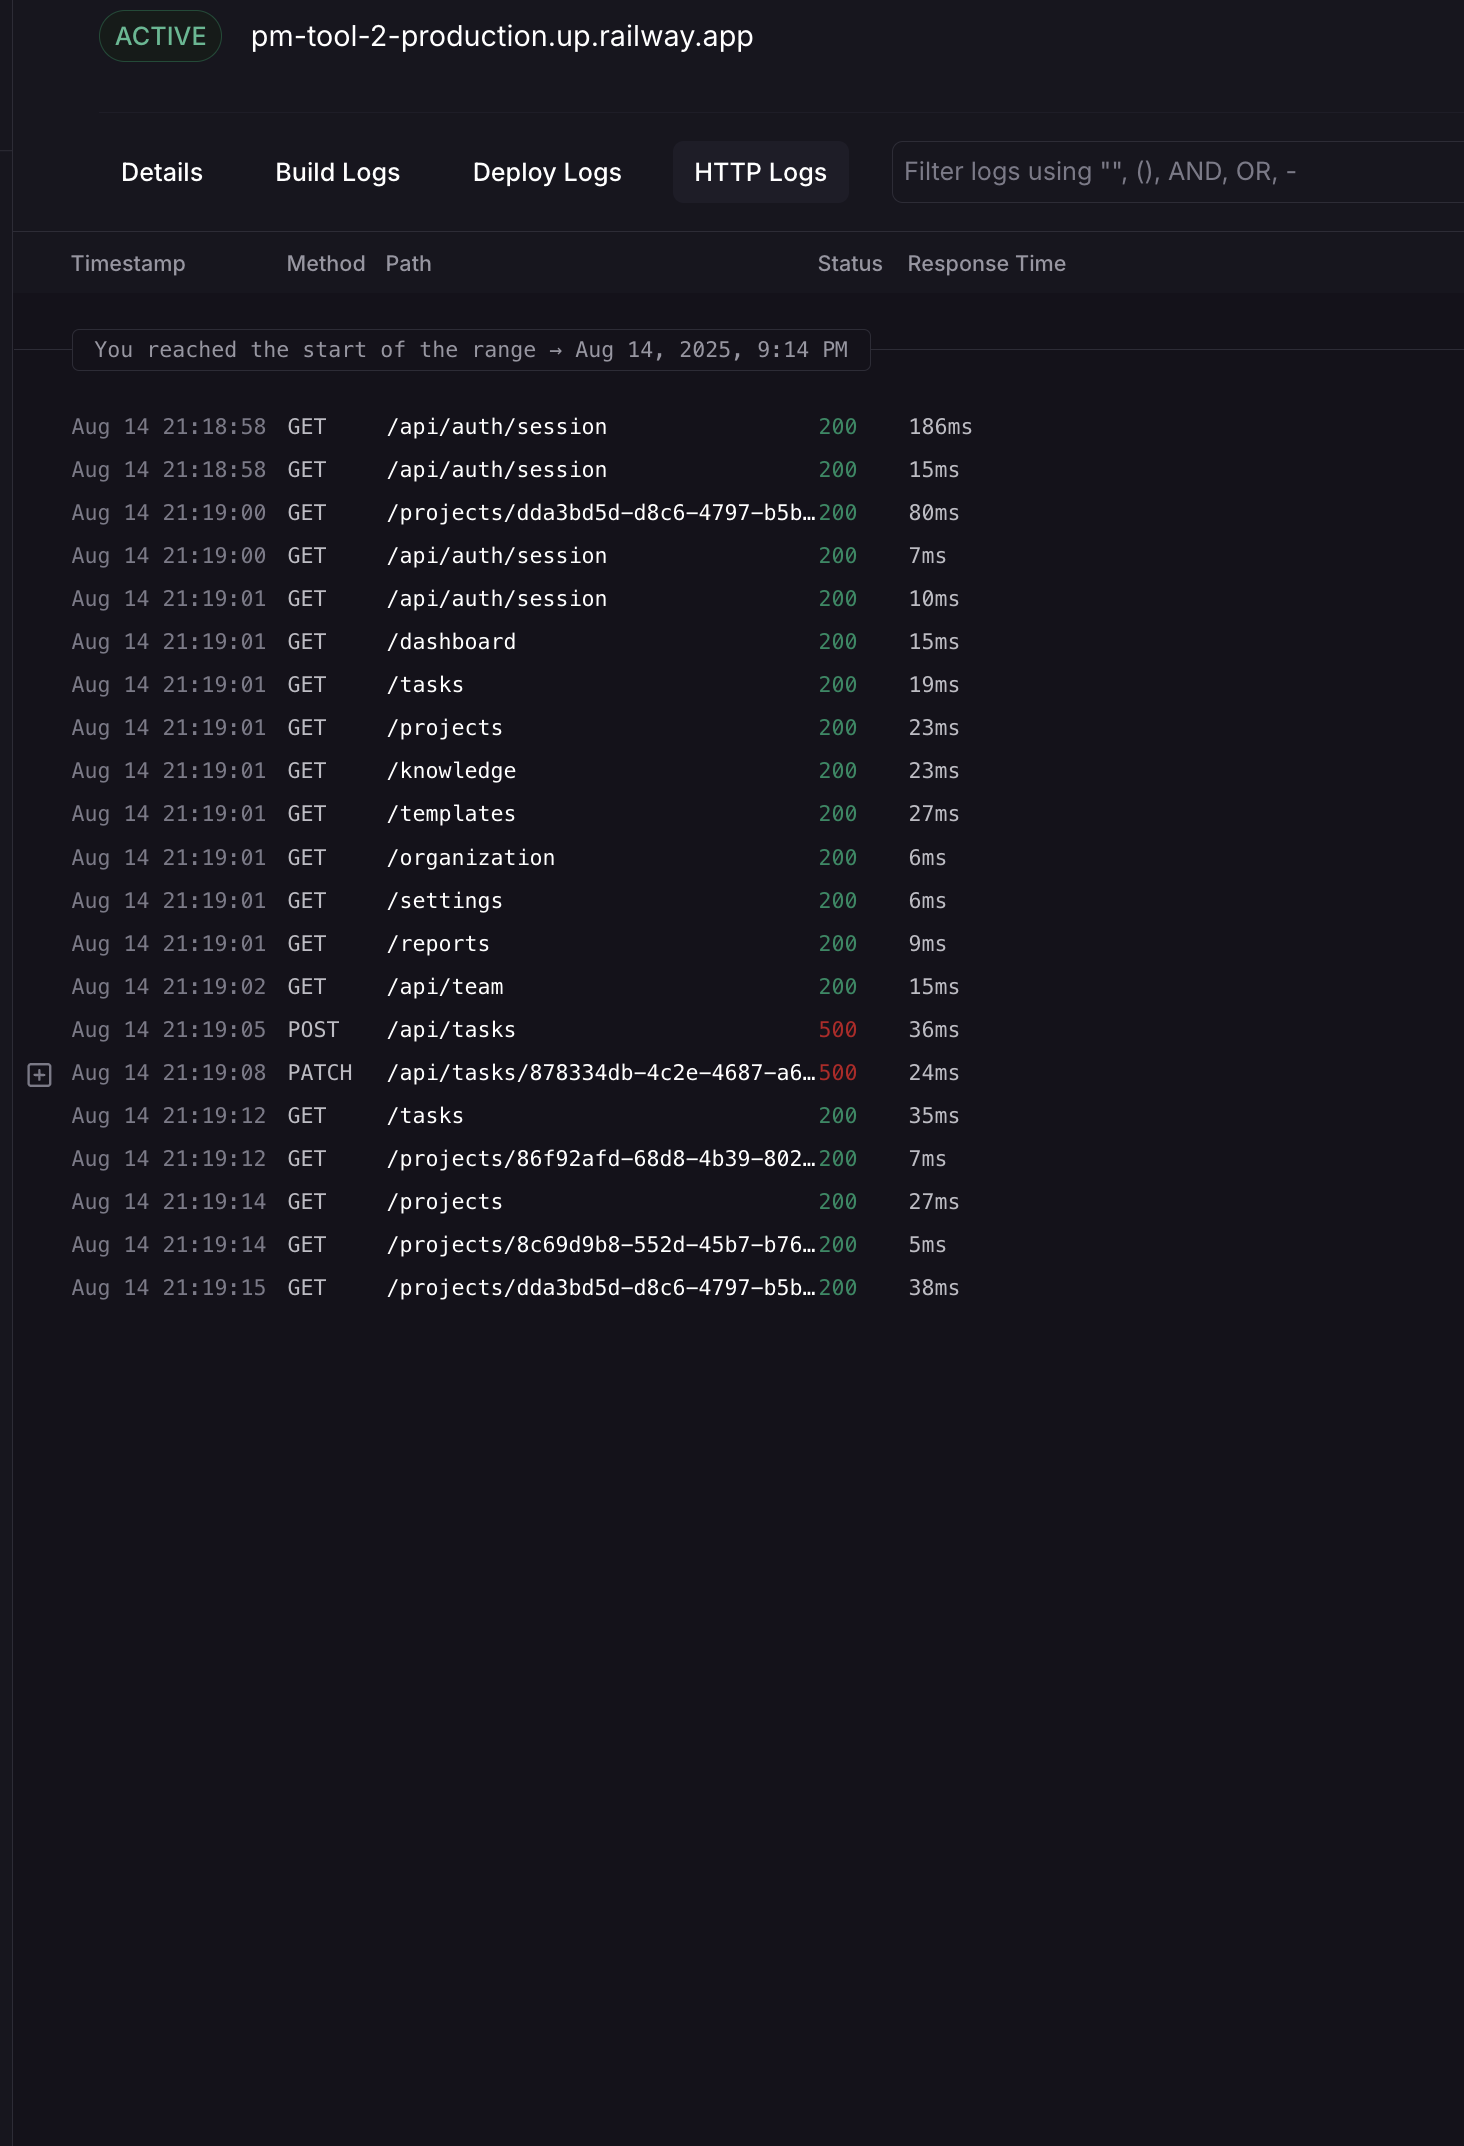 ACTIVE pm-tool-2-production.up.railway.app
Details Build Logs Deploy Logs HTTP Logs Filter logs using "", (), AND, OR, -
Timestamp Method Path Status Response Time
You reached the start of the range → Aug 14, 2025, 9:14 PM
Aug 14 21:18:58 GET /api/auth/session 200 186ms
Aug 14 21:18:58 GET /api/auth/session 200 15ms
Aug 14 21:19:00 GET /projects/dda3bd5d-d8c6-4797-b5b… 200 80ms
Aug 14 21:19:00 GET /api/auth/session 200 7ms
Aug 14 21:19:01 GET /api/auth/session 200 10ms
Aug 14 21:19:01 GET /dashboard 200 15ms
Aug 14 21:19:01 GET /tasks 200 19ms
Aug 14 21:19:01 GET /projects 200 23ms
Aug 14 21:19:01 GET /knowledge 200 23ms
Aug 14 21:19:01 GET /templates 200 27ms
Aug 14 21:19:01 GET /organization 200 6ms
Aug 14 21:19:01 GET /settings 200 6ms
Aug 14 21:19:01 GET /reports 200 9ms
Aug 14 21:19:02 GET /api/team 200 15ms
Aug 14 21:19:05 POST /api/tasks 500 36ms
Aug 14 21:19:08 PATCH /api/tasks/878334db-4c2e-4687-a6… 500 24ms
Aug 14 21:19:12 GET /tasks 200 35ms
Aug 14 21:19:12 GET /projects/86f92afd-68d8-4b39-802… 200 7ms
Aug 14 21:19:14 GET /projects 200 27ms
Aug 14 21:19:14 GET /projects/8c69d9b8-552d-45b7-b76… 200 5ms
Aug 14 21:19:15 GET /projects/dda3bd5d-d8c6-4797-b5b… 200 38ms